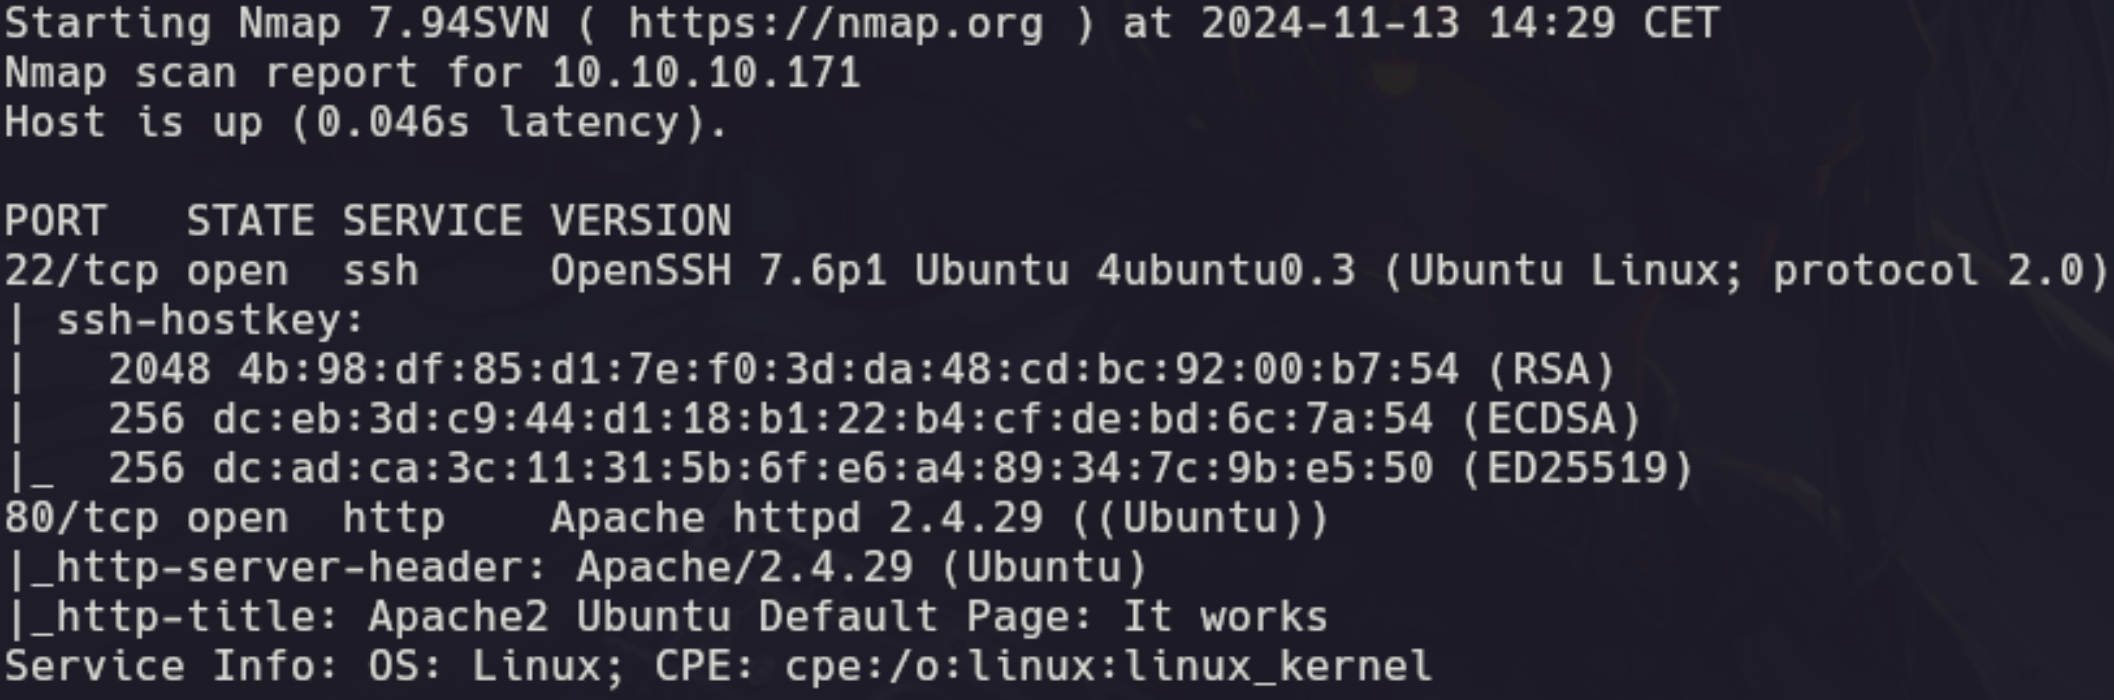 Starting Nmap 7.94SVN ( https://nmap.org ) at 2024-11-13 14:29 CET
Nmap scan report for 10.10.10.171
Host is up (0.046s latency).

PORT   STATE SERVICE VERSION
22/tcp open  ssh     OpenSSH 7.6p1 Ubuntu 4ubuntu0.3 (Ubuntu Linux; protocol 2.0)
| ssh-hostkey:
|   2048 4b:98:df:85:d1:7e:f0:3d:da:48:cd:bc:92:00:b7:54 (RSA)
|   256 dc:eb:3d:c9:44:d1:18:b1:22:b4:cf:de:bd:6c:7a:54 (ECDSA)
|_  256 dc:ad:ca:3c:11:31:5b:6f:e6:a4:89:34:7c:9b:e5:50 (ED25519)
80/tcp open  http    Apache httpd 2.4.29 ((Ubuntu))
|_http-server-header: Apache/2.4.29 (Ubuntu)
|_http-title: Apache2 Ubuntu Default Page: It works
Service Info: OS: Linux; CPE: cpe:/o:linux:linux_kernel